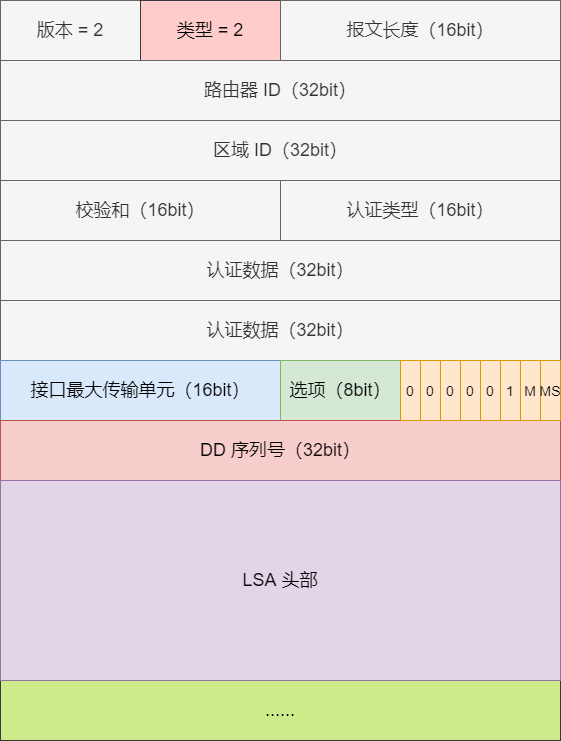 版本 = 2 类型 = 2 报文长度（16bit）
路由器 ID（32bit）
区域 ID（32bit）
校验和（16bit） 认证类型（16bit）
认证数据（32bit）
认证数据（32bit）
接口最大传输单元（16bit） 选项（8bit） 0 0 0 0 0 1 M MS
DD 序列号（32bit）
LSA 头部
......